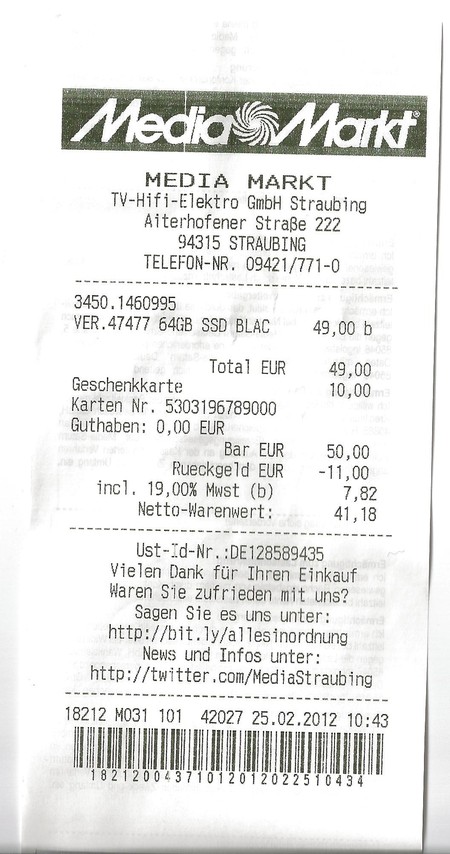 Media Markt®
MEDIA MARKT
TV-Hifi-Elektro GmbH Straubing
Aiterhofener Straße 222
94315 STRAUBING
TELEFON-NR. 09421/771-0
3450.1460995
VER.47477 64GB SSD BLAC 49,00 b
Total EUR 49,00
Geschenkkarte 10,00
Karten Nr. 5303196789000
Guthaben: 0,00 EUR
Bar EUR 50,00
Rueckgeld EUR -11,00
incl. 19,00% Mwst (b) 7,82
Netto-Warenwert: 41,18
Ust-Id-Nr.:DE128589435
Vielen Dank für Ihren Einkauf
Waren Sie zufrieden mit uns?
Sagen Sie es uns unter:
http://bit.ly/allesinordnung
News und Infos unter:
http://twitter.com/MediaStraubing
18212 M031 101 42027 25.02.2012 10:43
1821200437101201202251​0434